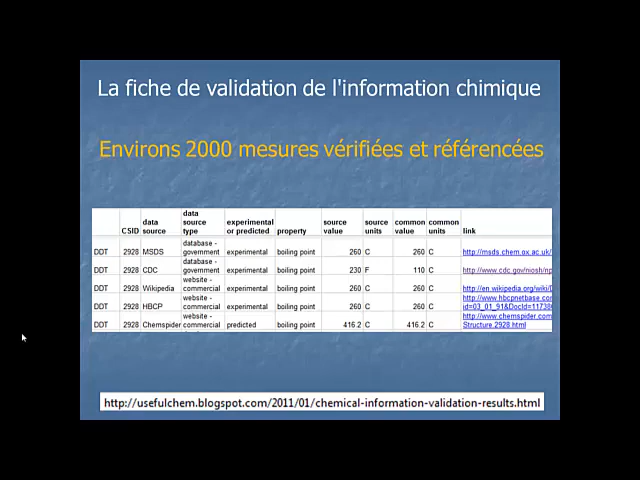 La fiche de validation de l'information chimique
Environs 2000 mesures vérifiées et référencées
CSID data source data source type experimental or predicted property source value source units common value common units link
DDT 2928 MSDS database - government experimental boiling point 260 C 260 C http://msds.chem.ox.ac.uk/
DDT 2928 CDC database - government experimental boiling point 230 F 110 C http://www.cdc.gov/niosh/np
DDT 2928 Wikipedia website - commercial experimental boiling point 260 C 260 C http://en.wikipedia.org/wiki/D
DDT 2928 HBCP website - commercial experimental boiling point 260 C 260 C http://www.hbcpnetbase.com id=03_01_91&DocId=11738
DDT 2928 Chemspider website - commercial predicted boiling point 416.2 C 416.2 C http://www.chemspider.com Structure.2928.html
http://usefulchem.blogspot.com/2011/01/chemical-information-validation-results.html